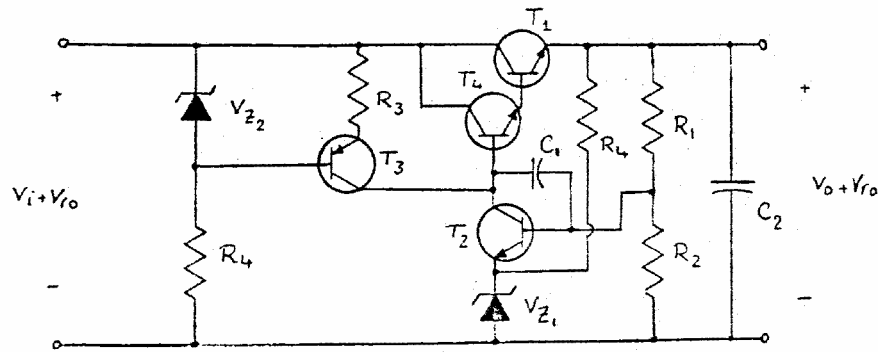 T1
T4
+
VZ2
R3
C1
R4
R1
+
T3
Vi+Vro
Vo+Vro
C2
T2
R4
R2
−
VZ1
−